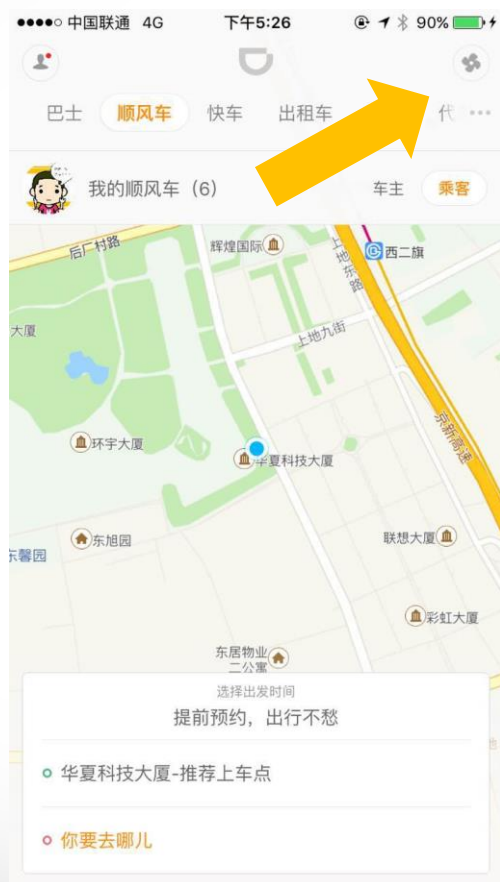 中国联通 4G 下午5:26 90%
巴士 顺风车 快车 出租车 代
我的顺风车（6） 车主 乘客
后厂村路
辉煌国际
上地东路
西二旗
大厦
上地九街
京新高速
环宇大厦
华夏科技大厦
东旭园
联想大厦
东馨园
彩虹大厦
东居物业
二公寓
选择出发时间
提前预约，出行不愁
华夏科技大厦-推荐上车点
你要去哪儿